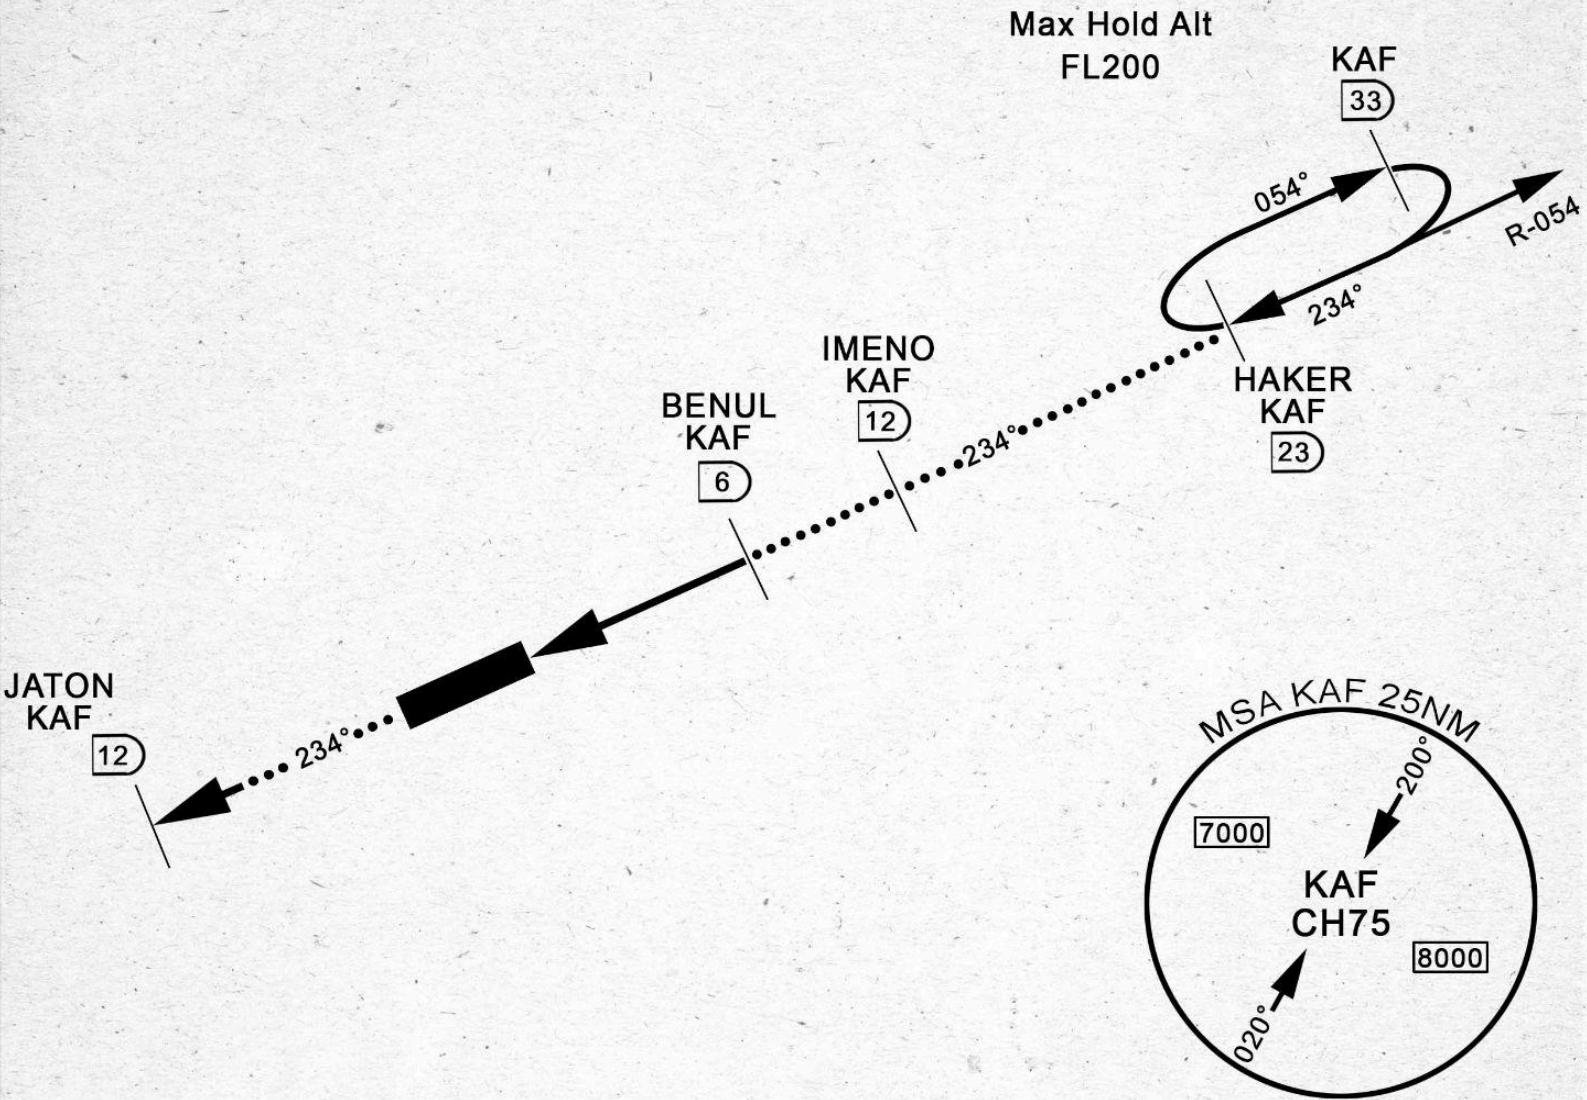 Max Hold Alt
FL200
KAF
33
054°
R-054
234°
HAKER
KAF
23
IMENO
KAF
12
234°
BENUL
KAF
6
JATON
KAF
12
234°
MSA KAF 25NM
200°
7000
KAF
CH75
8000
020°